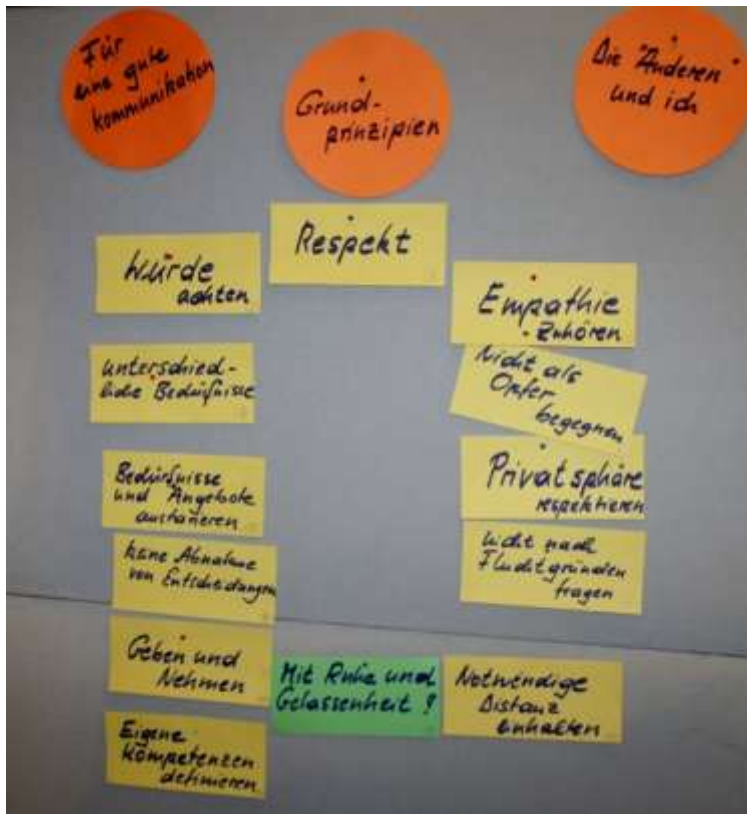 Für
eine gute
Kommunikation
Grund-
prinzipien
Die "Anderen"
und ich
Respekt
Würde
achten
unterschied-
liche Bedürfnisse
Bedürfnisse
und Angebote
austarieren
keine Abnahme
von Entscheidungen
Geben und
Nehmen
Eigene
Kompetenzen
definieren
Mit Ruhe und
Gelassenheit!
Empathie
· Zuhören
Nicht als
Opfer
begegnen
Privatsphäre
respektieren
nicht nach
Fluchtgründen
fragen
Notwendige
Distanz
einhalten